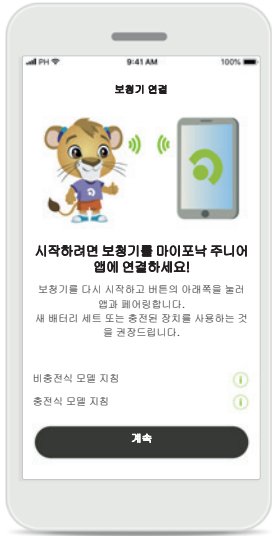 PH 9:41 AM 100%
보청기 연결
시작하려면 보청기를 마이포낙 주니어
앱에 연결하세요!
보청기를 다시 시작하고 버튼의 아래쪽을 눌러
앱과 페어링합니다.
새 배터리 세트 또는 충전된 장치를 사용하는 것
을 권장드립니다.
비충전식 모델 지침
충전식 모델 지침
계속